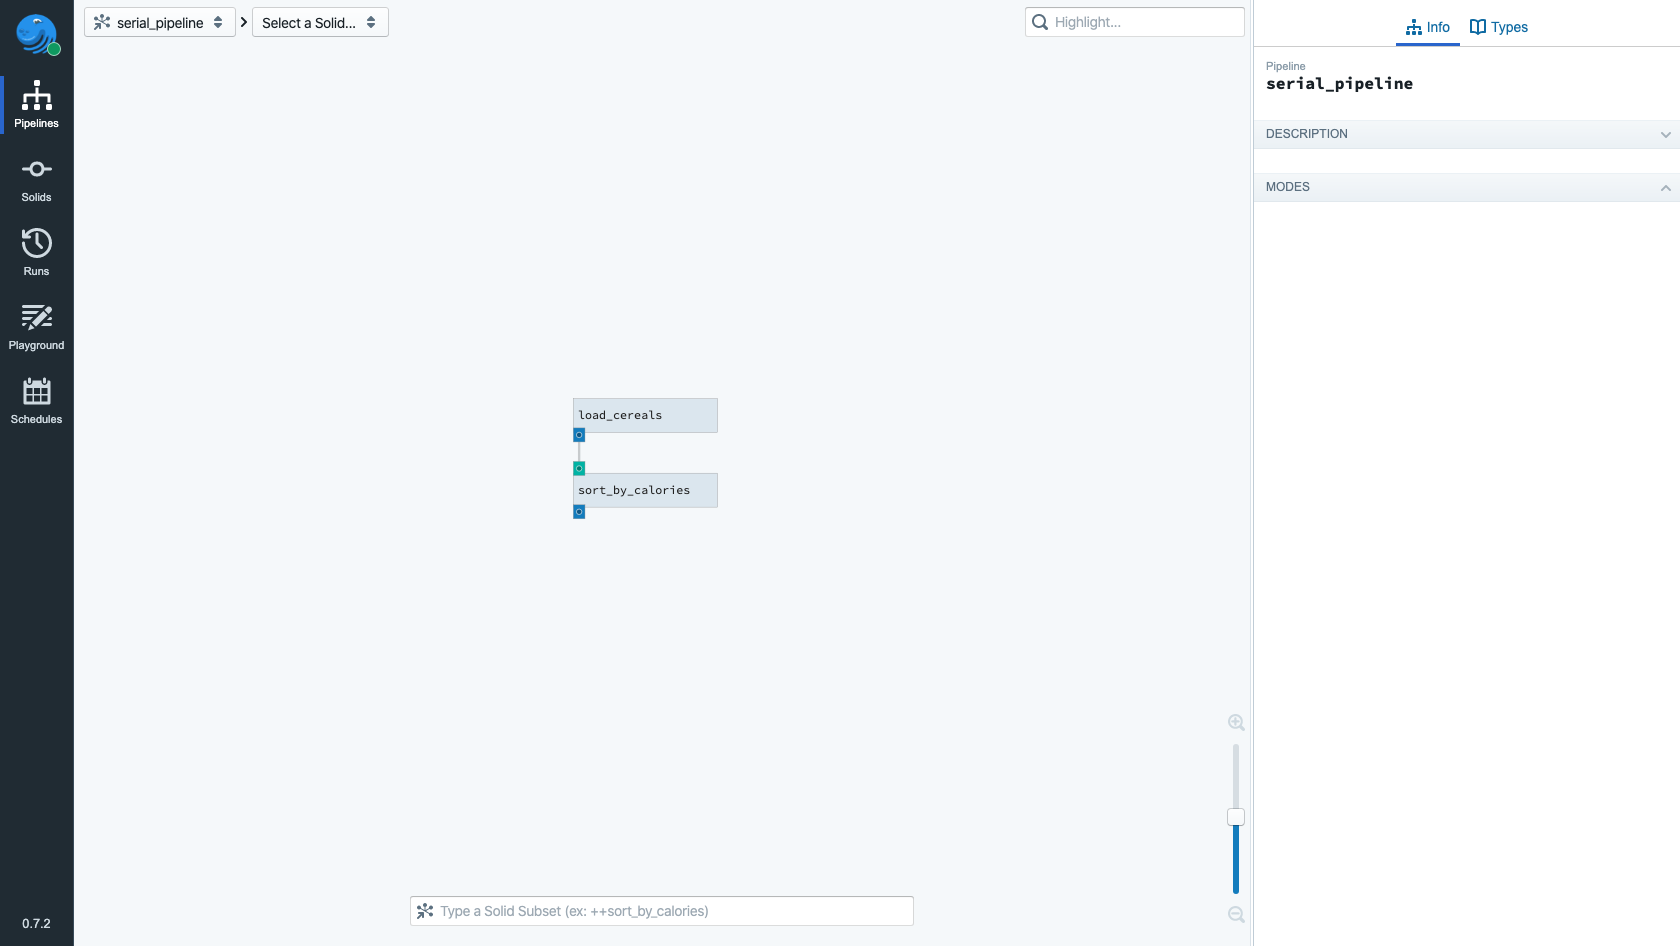 serial_pipeline
Select a Solid...
Highlight...
Info
Types
Pipelines
Solids
Runs
Playground
Schedules
0.7.2
load_cereals
sort_by_calories
Type a Solid Subset (ex: ++sort_by_calories)
Pipeline
serial_pipeline
DESCRIPTION
MODES